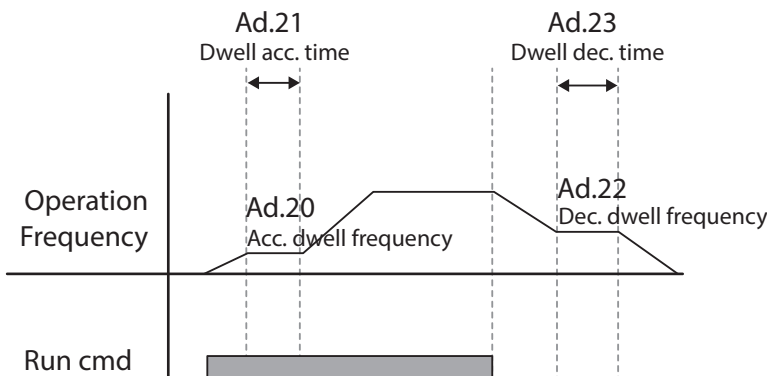 Ad.21
Dwell acc. time
Ad.23
Dwell dec. time
Operation
Frequency
Ad.20
Acc. dwell frequency
Ad.22
Dec. dwell frequency
Run cmd